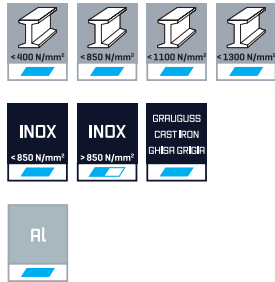 <400 N/mm² <850 N/mm² <1100 N/mm² <1300 N/mm²
INOX
<850 N/mm²
INOX
>850 N/mm²
GRAUGUSS
CAST IRON
GHISA GRIGIA
Al